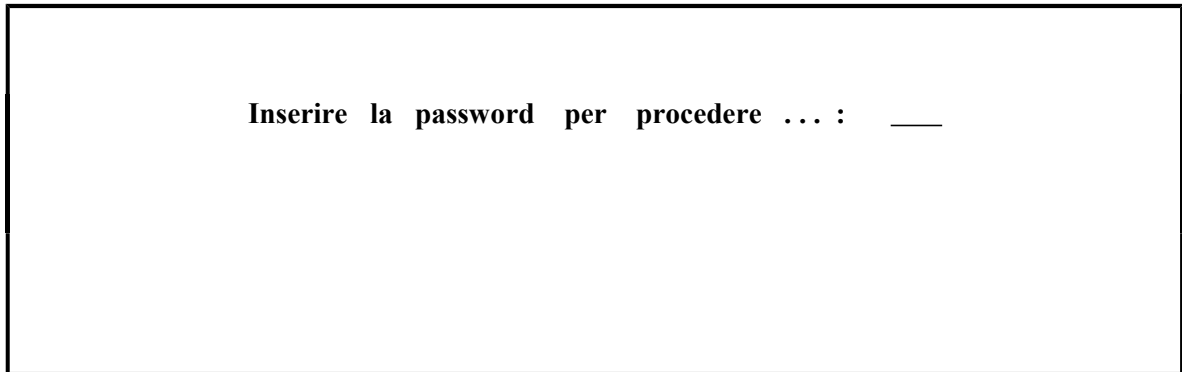 Inserire la password per procedere ... : ____